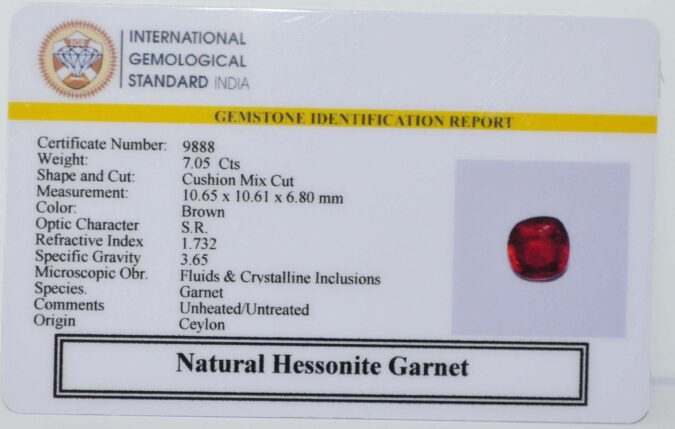 INTERNATIONAL
GEMOLOGICAL
STANDARD INDIA
GEMSTONE IDENTIFICATION REPORT
Certificate Number: 9888
Weight: 7.05 Cts
Shape and Cut: Cushion Mix Cut
Measurement: 10.65 x 10.61 x 6.80 mm
Color: Brown
Optic Character S.R.
Refractive Index 1.732
Specific Gravity 3.65
Microscopic Obr. Fluids & Crystalline Inclusions
Species. Garnet
Comments Unheated/Untreated
Origin Ceylon
Natural Hessonite Garnet